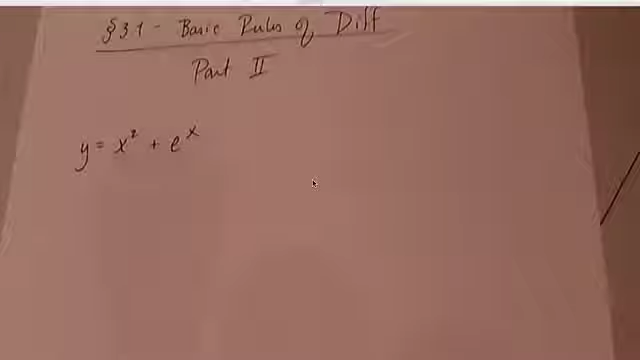 §3.1 - Basic Rules of Diff
Part II
y = x² + eˣ